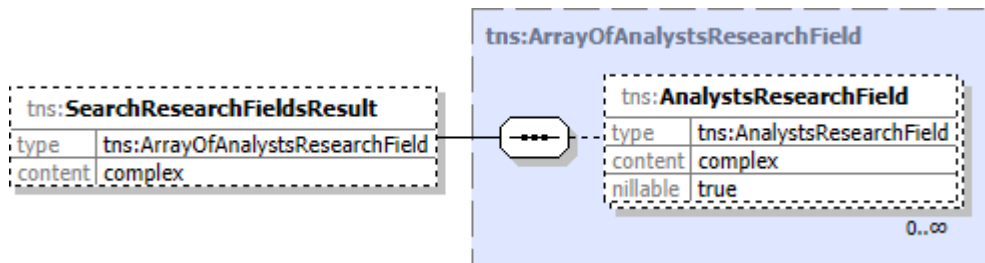 tns:ArrayOfAnalystsResearchField
tns:SearchResearchFieldsResult
type tns:ArrayOfAnalystsResearchField
content complex
tns:AnalystsResearchField
type tns:AnalystsResearchField
content complex
nillable true
0..∞